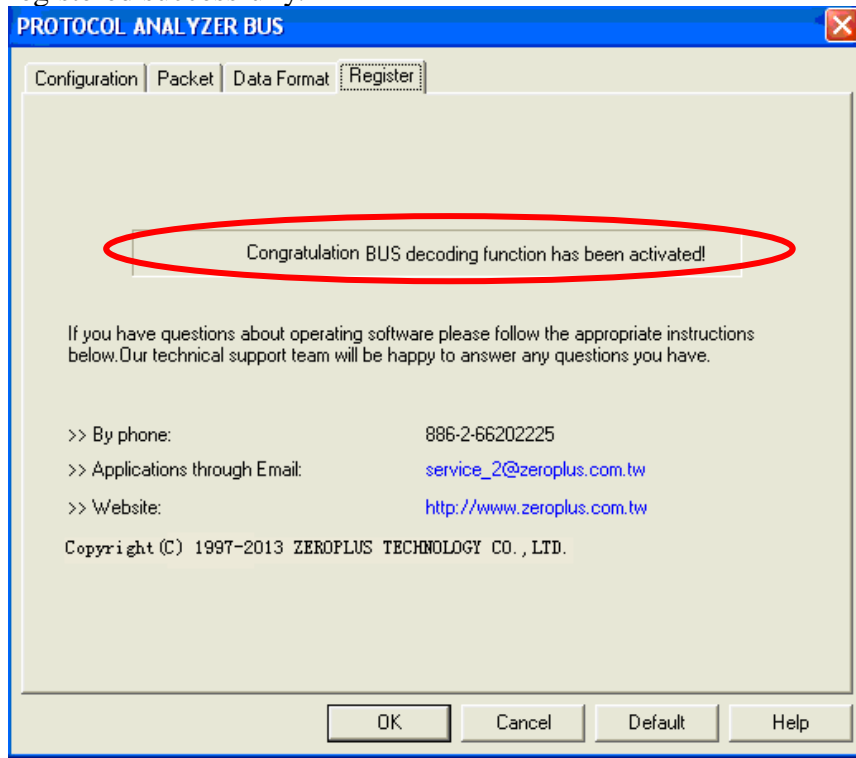 registered successfully.
PROTOCOL ANALYZER BUS
Configuration Packet Data Format Register
Congratulation BUS decoding function has been activated!
If you have questions about operating software please follow the appropriate instructions
below.Our technical support team will be happy to answer any questions you have.
>> By phone: 886-2-66202225
>> Applications through Email: service_2@zeroplus.com.tw
>> Website: http://www.zeroplus.com.tw
Copyright(C) 1997-2013 ZEROPLUS TECHNOLOGY CO.,LTD.
OK Cancel Default Help